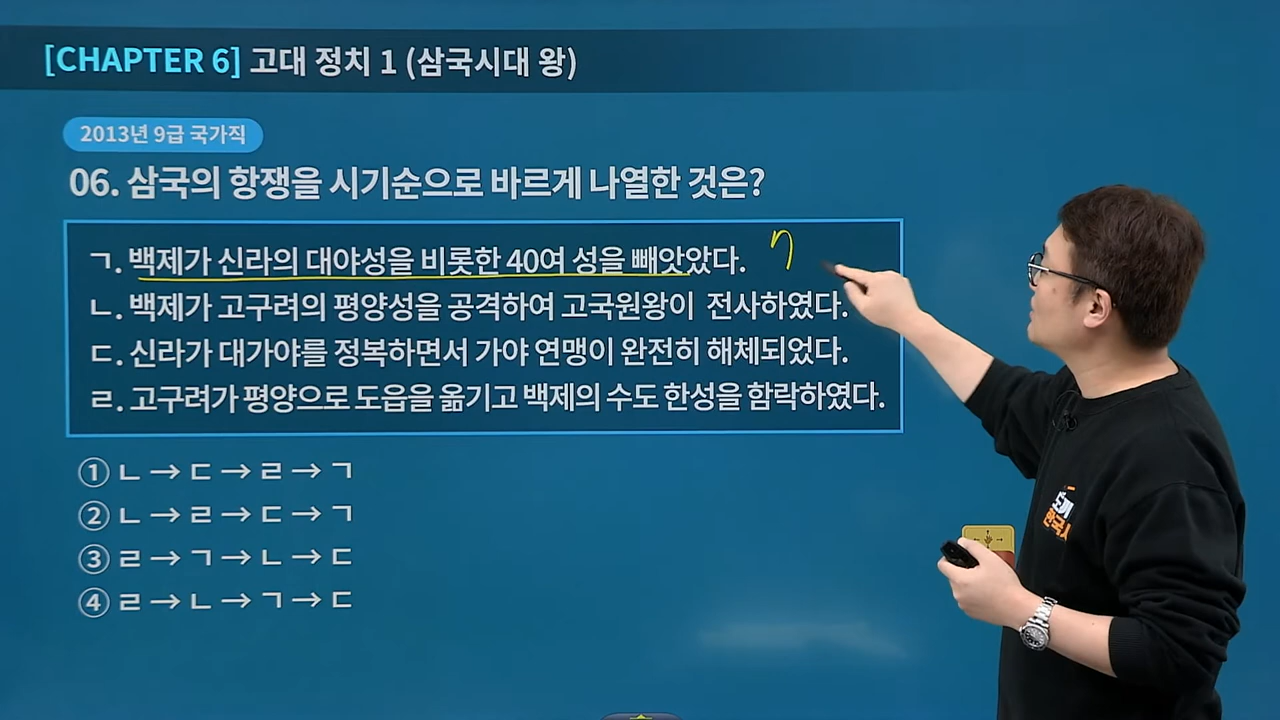 [CHAPTER 6] 고대 정치 1 (삼국시대 왕)
2013년 9급 국가직
06. 삼국의 항쟁을 시기순으로 바르게 나열한 것은?
ㄱ. 백제가 신라의 대야성을 비롯한 40여 성을 빼앗았다. 7
ㄴ. 백제가 고구려의 평양성을 공격하여 고국원왕이 전사하였다.
ㄷ. 신라가 대가야를 정복하면서 가야 연맹이 완전히 해체되었다.
ㄹ. 고구려가 평양으로 도읍을 옮기고 백제의 수도 한성을 함락하였다.
① ㄴ → ㄷ → ㄹ → ㄱ
② ㄴ → ㄹ → ㄷ → ㄱ
③ ㄹ → ㄱ → ㄴ → ㄷ
④ ㄹ → ㄴ → ㄱ → ㄷ